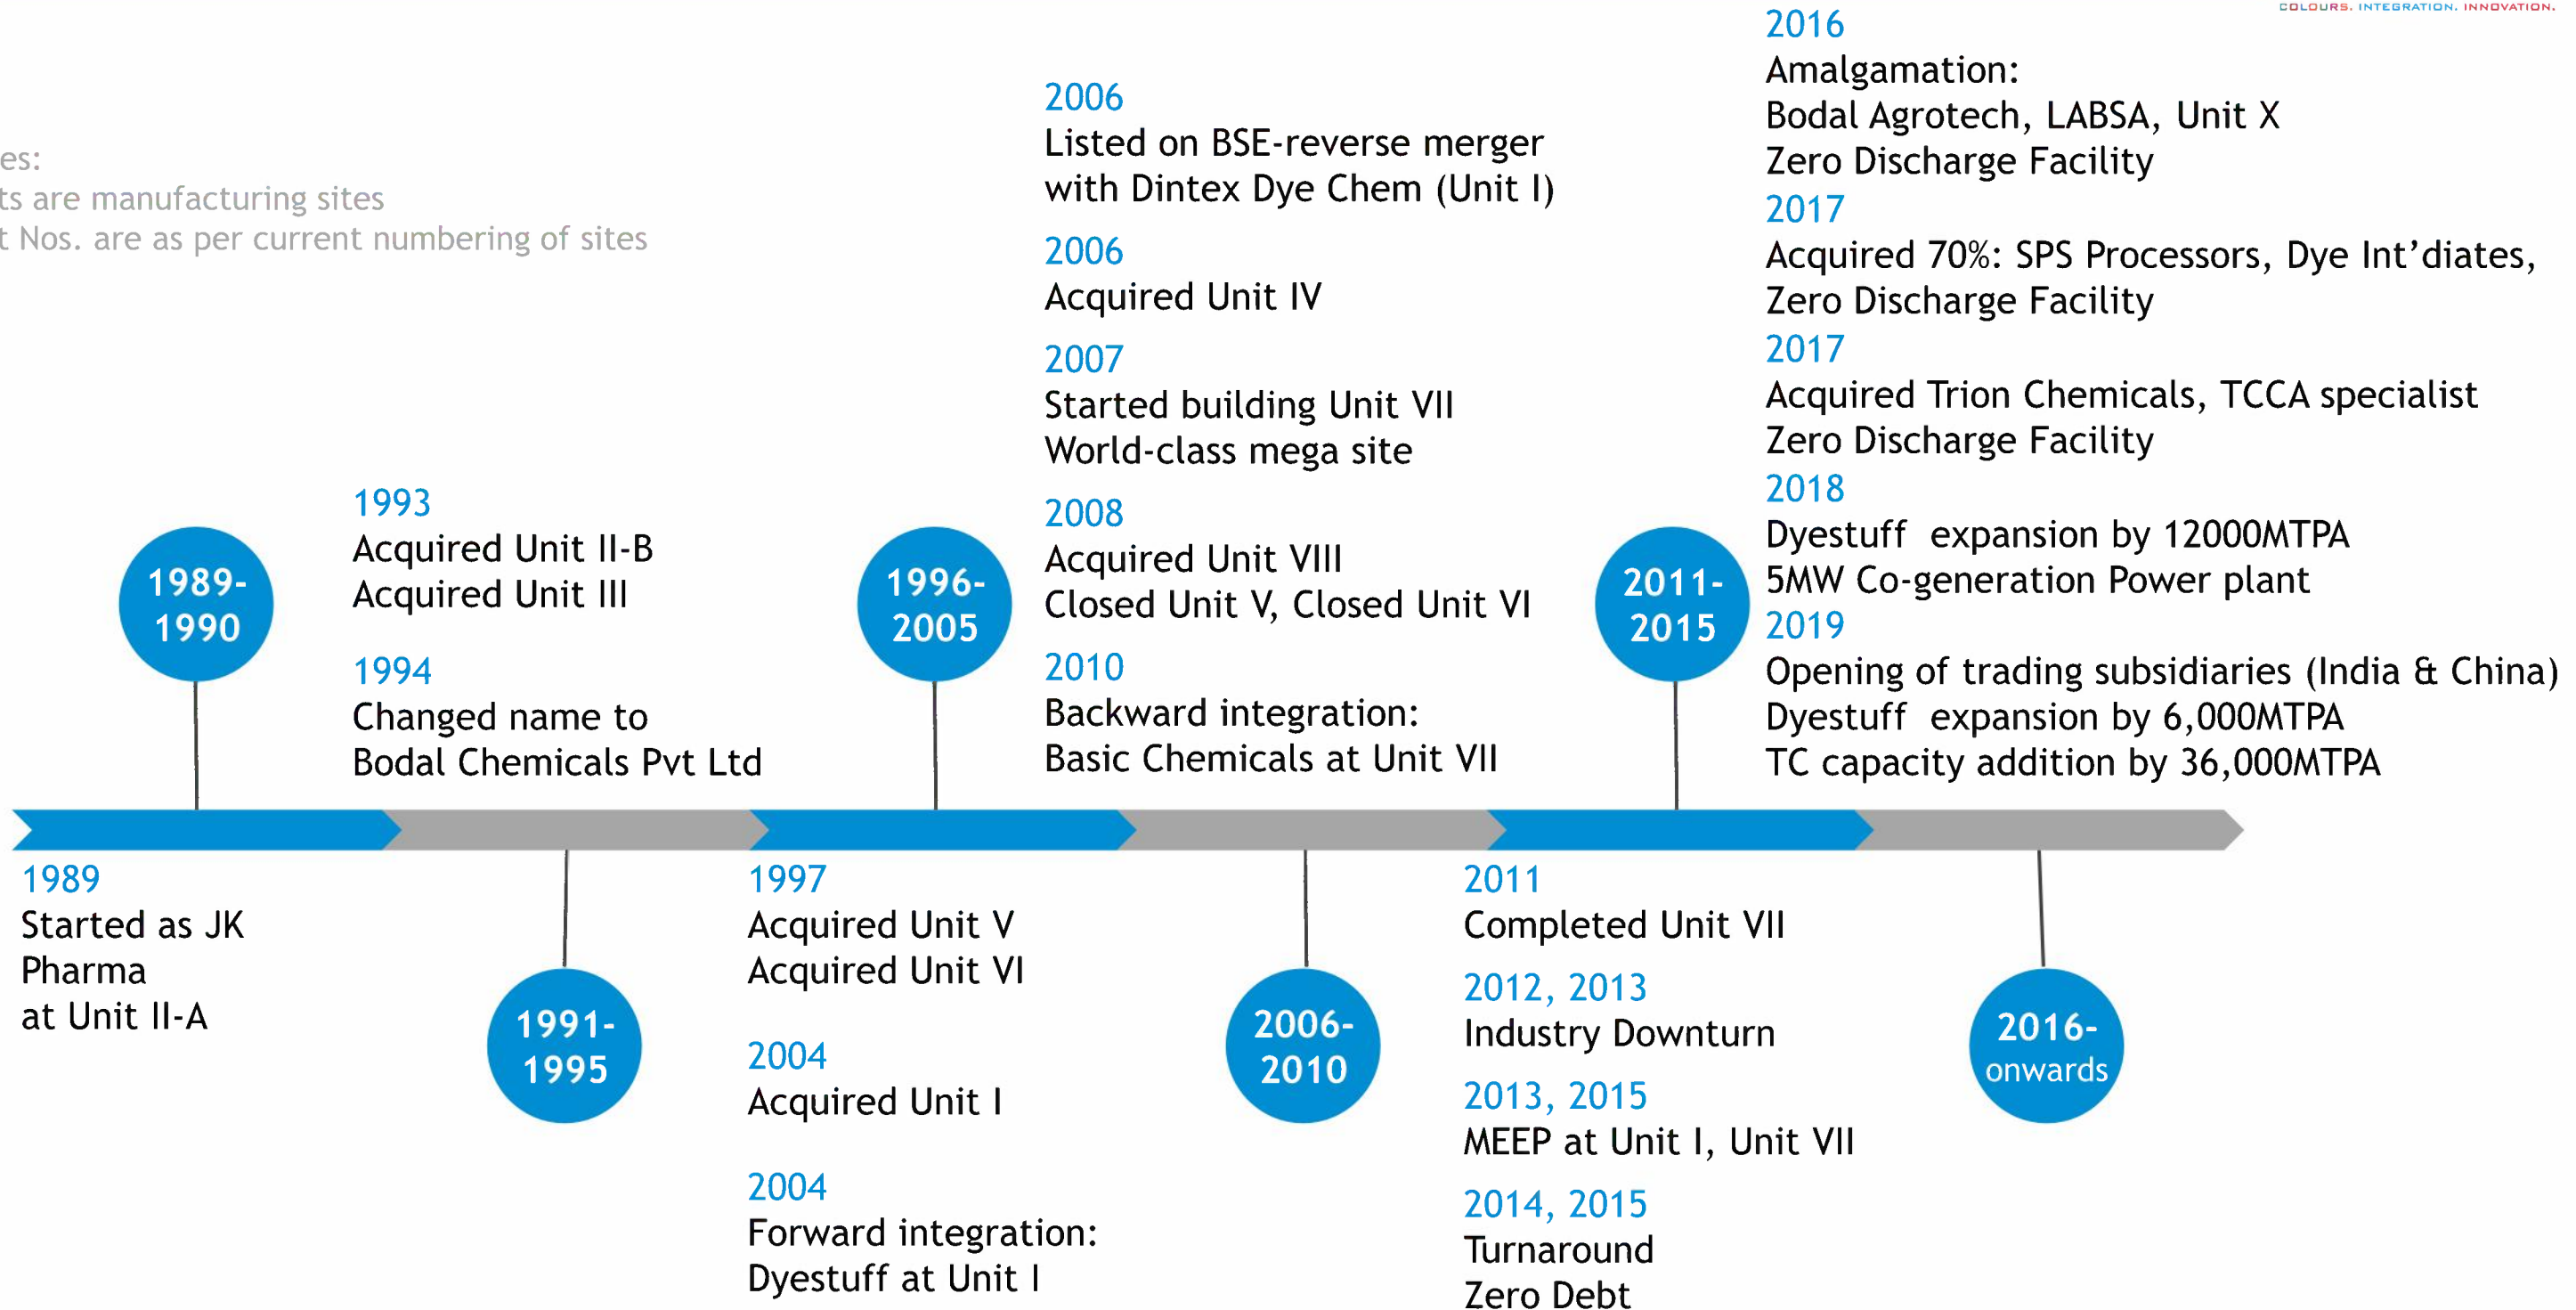 COLOURS. INTEGRATION. INNOVATION.
es:
ts are manufacturing sites
t Nos. are as per current numbering of sites
1989-
1990
1989
Started as JK
Pharma
at Unit II-A
1993
Acquired Unit II-B
Acquired Unit III
1994
Changed name to
Bodal Chemicals Pvt Ltd
1991-
1995
1996-
2005
1997
Acquired Unit V
Acquired Unit VI
2004
Acquired Unit I
2004
Forward integration:
Dyestuff at Unit I
2006
Listed on BSE-reverse merger
with Dintex Dye Chem (Unit I)
2006
Acquired Unit IV
2007
Started building Unit VII
World-class mega site
2008
Acquired Unit VIII
Closed Unit V, Closed Unit VI
2010
Backward integration:
Basic Chemicals at Unit VII
2006-
2010
2011-
2015
2011
Completed Unit VII
2012, 2013
Industry Downturn
2013, 2015
MEEP at Unit I, Unit VII
2014, 2015
Turnaround
Zero Debt
2016
Amalgamation:
Bodal Agrotech, LABSA, Unit X
Zero Discharge Facility
2017
Acquired 70%: SPS Processors, Dye Int’diates,
Zero Discharge Facility
2017
Acquired Trion Chemicals, TCCA specialist
Zero Discharge Facility
2018
Dyestuff expansion by 12000MTPA
5MW Co-generation Power plant
2019
Opening of trading subsidiaries (India & China)
Dyestuff expansion by 6,000MTPA
TC capacity addition by 36,000MTPA
2016-
onwards